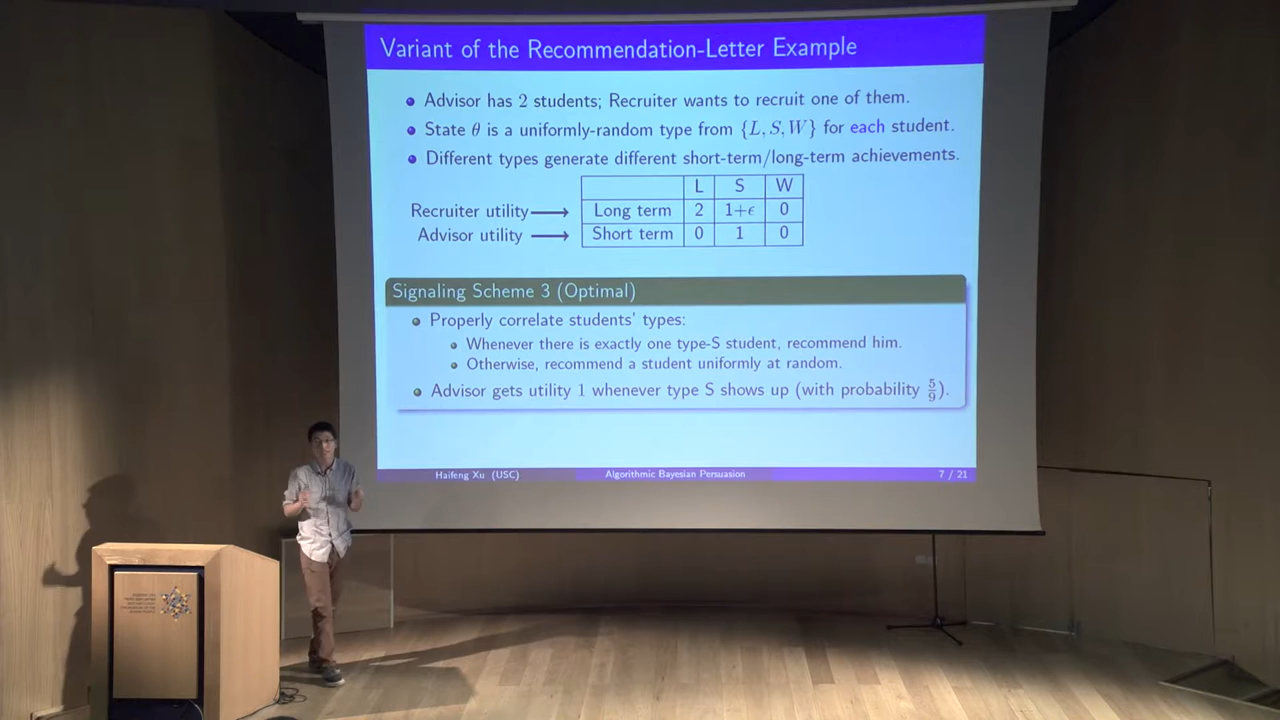 Variant of the Recommendation-Letter Example
Advisor has 2 students; Recruiter wants to recruit one of them.
State θ is a uniformly-random type from {L, S, W} for each student.
Different types generate different short-term/long-term achievements.
L S W
Recruiter utility Long term 2 1+ϵ 0
Advisor utility Short term 0 1 0
Signaling Scheme 3 (Optimal)
Properly correlate students' types:
Whenever there is exactly one type-S student, recommend him.
Otherwise, recommend a student uniformly at random.
Advisor gets utility 1 whenever type S shows up (with probability 5/9).
Haifeng Xu (USC) Algorithmic Bayesian Persuasion 7 / 21